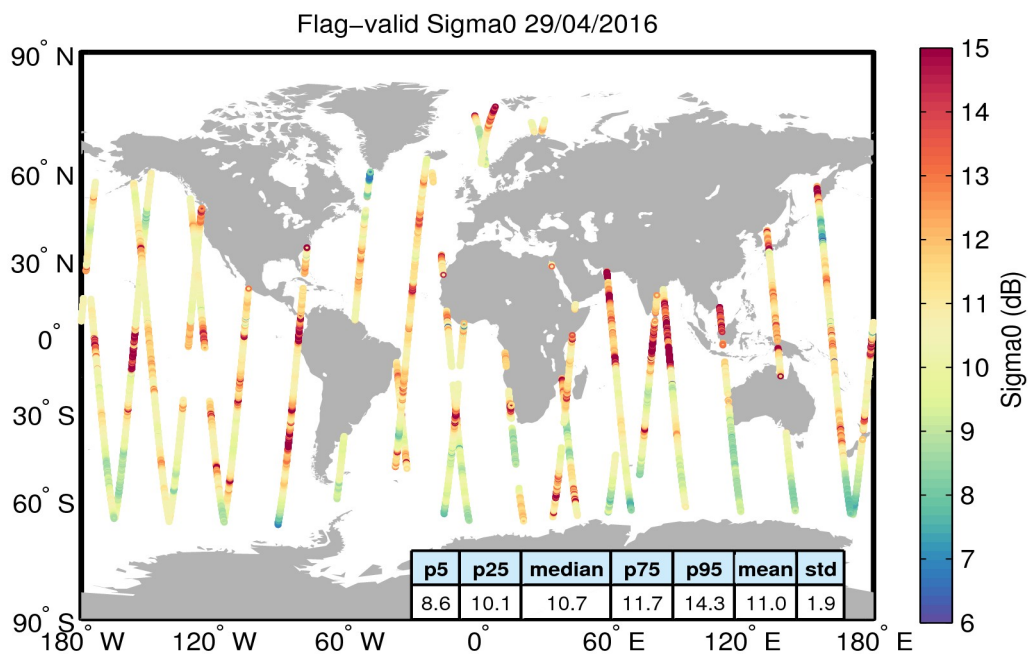 Flag−valid Sigma0 29/04/2016
90° N
60° N
30° N
0°
30° S
60° S
90° S
180° W
120° W
60° W
0°
60° E
120° E
180° E
15
14
13
12
11
10
9
8
7
6
Sigma0 (dB)
p5 p25 median p75 p95 mean std
8.6 10.1 10.7 11.7 14.3 11.0 1.9